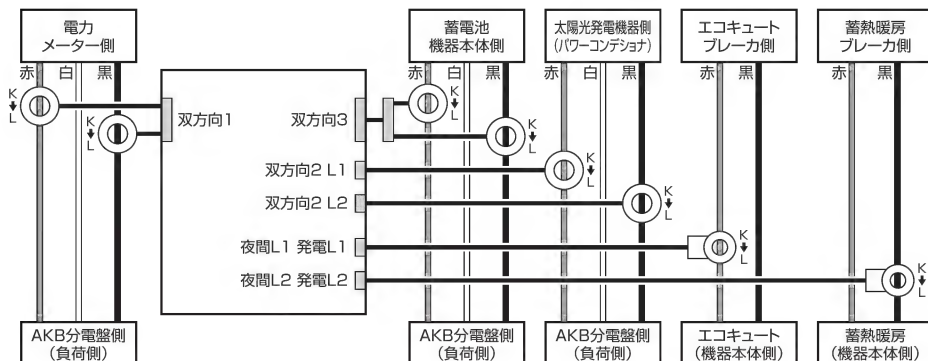 電力
メーター側
蓄電池
機器本体側
太陽光発電機器側
(パワーコンデショナ)
エコキュート
ブレーカ側
蓄熱暖房
ブレーカ側
赤 白 黒
赤 白 黒
赤 白 黒
赤 黒
赤 黒
K
L
K
L
K
L
K
L
K
L
K
L
K
L
K
L
双方向1
双方向3
双方向2 L1
双方向2 L2
夜間L1 発電L1
夜間L2 発電L2
AKB分電盤側
(負荷側)
AKB分電盤側
(負荷側)
AKB分電盤側
(負荷側)
エコキュート
(機器本体側)
蓄熱暖房
(機器本体側)